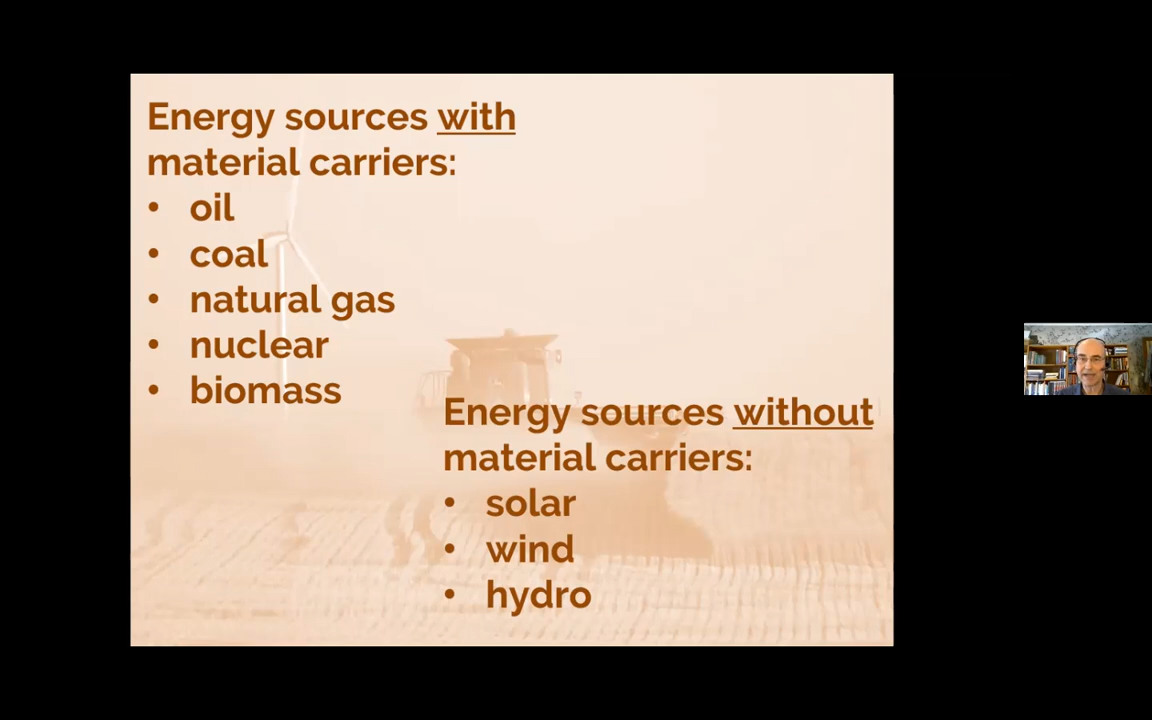 Energy sources with
material carriers:
• oil
• coal
• natural gas
• nuclear
• biomass
Energy sources without
material carriers:
• solar
• wind
• hydro